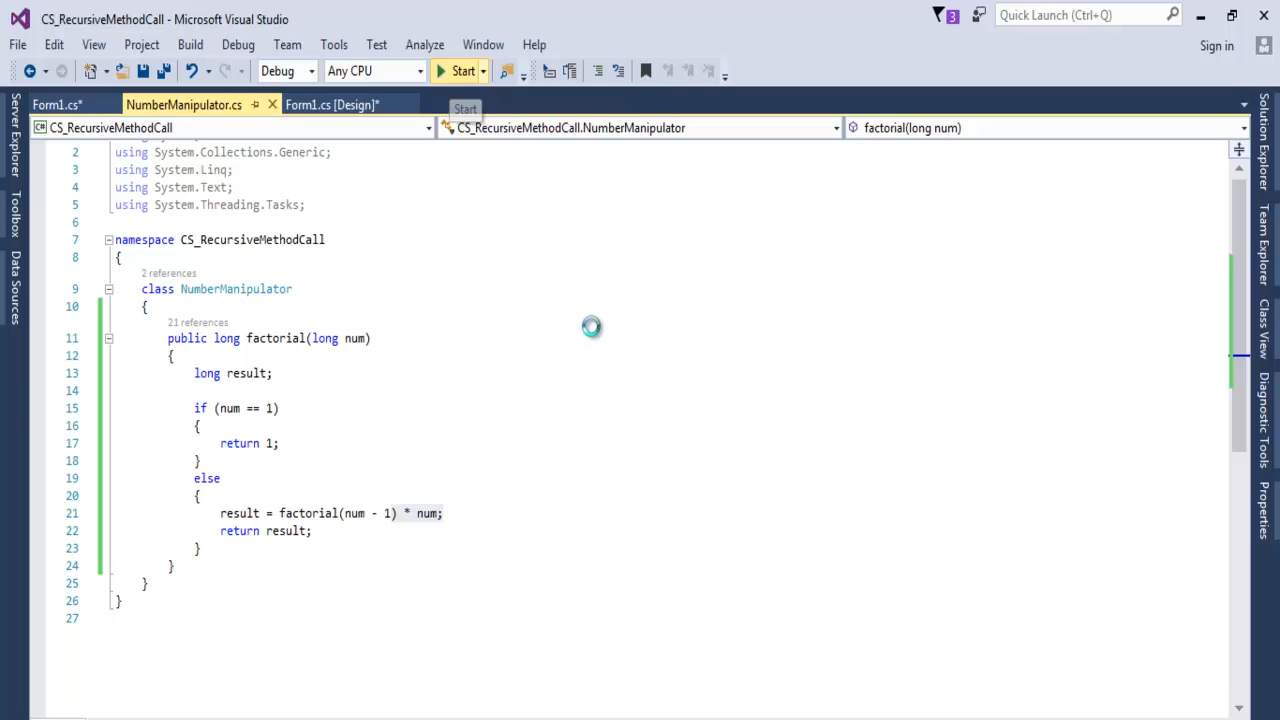 CS_RecursiveMethodCall - Microsoft Visual Studio
3
Quick Launch (Ctrl+Q)
File Edit View Project Build Debug Team Tools Test Analyze Window Help
Sign in
Debug Any CPU Start
Form1.cs* NumberManipulator.cs Form1.cs [Design]*
Start
CS_RecursiveMethodCall CS_RecursiveMethodCall.NumberManipulator factorial(long num)
2 using System.Collections.Generic;
3 using System.Linq;
4 using System.Text;
5 using System.Threading.Tasks;
6
7 namespace CS_RecursiveMethodCall
8 {
2 references
9 class NumberManipulator
10 {
21 references
11 public long factorial(long num)
12 {
13 long result;
14
15 if (num == 1)
16 {
17 return 1;
18 }
19 else
20 {
21 result = factorial(num - 1) * num;
22 return result;
23 }
24 }
25 }
26 }
27
Server Explorer
Toolbox
Data Sources
Solution Explorer
Team Explorer
Class View
Diagnostic Tools
Properties